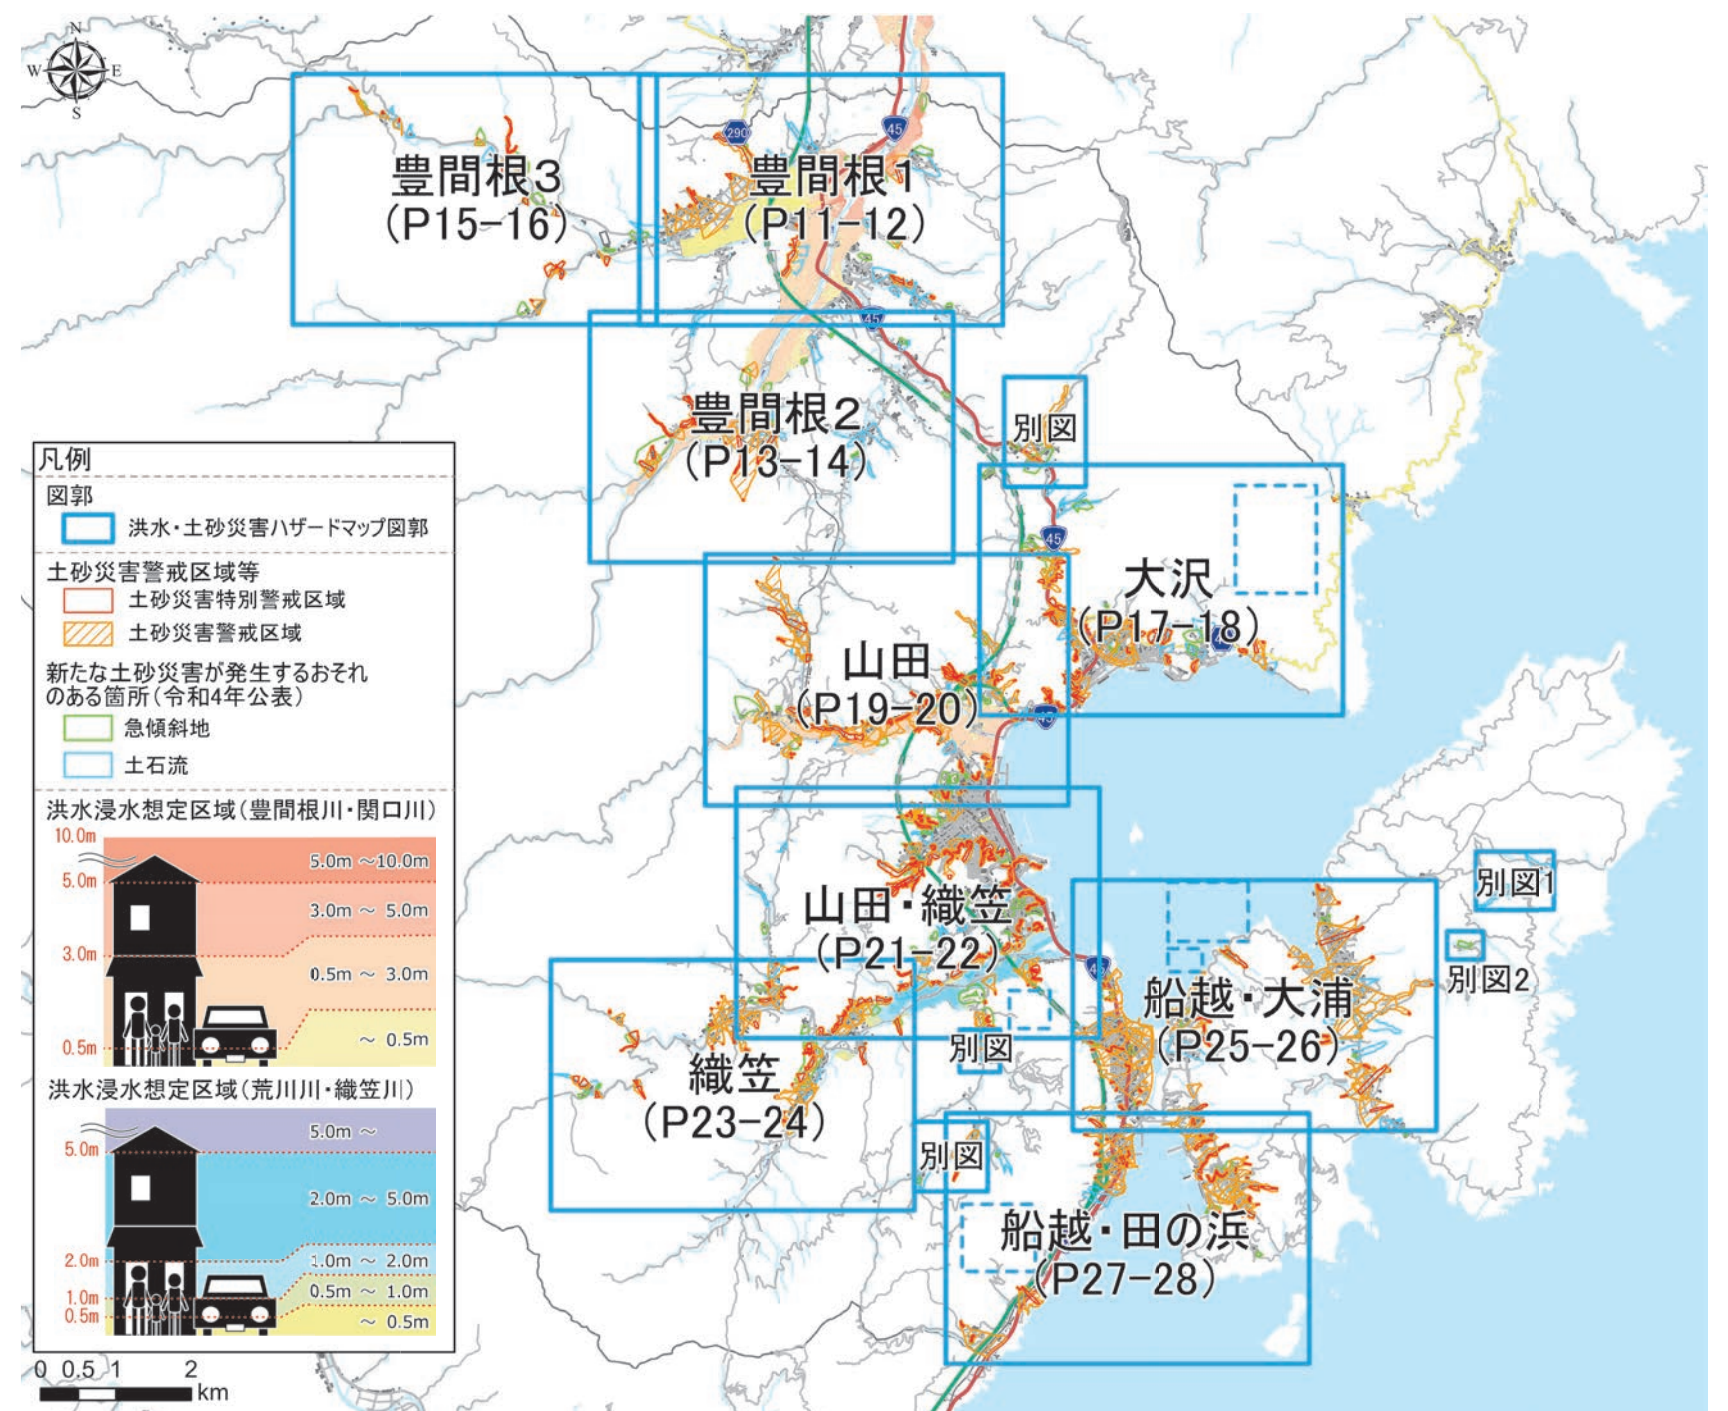 N
W
E
S
290
45
豊間根3
(P15-16)
豊間根1
(P11-12)
45
豊間根2
(P13-14)
別図
45
大沢
(P17-18)
山田
(P19-20)
45
山田・織笠
(P21-22)
45
別図1
別図2
船越・大浦
(P25-26)
別図
織笠
(P23-24)
別図
船越・田の浜
(P27-28)
凡例
図郭
洪水・土砂災害ハザードマップ図郭
土砂災害警戒区域等
土砂災害特別警戒区域
土砂災害警戒区域
新たな土砂災害が発生するおそれ
のある箇所(令和4年公表)
急傾斜地
土石流
洪水浸水想定区域(豊間根川・関口川)
10.0m
5.0m ～10.0m
5.0m
3.0m ～ 5.0m
3.0m
0.5m ～ 3.0m
0.5m
～ 0.5m
洪水浸水想定区域(荒川川・織笠川)
5.0m ～
5.0m
2.0m ～ 5.0m
2.0m
1.0m ～ 2.0m
1.0m
0.5m ～ 1.0m
0.5m
～ 0.5m
0 0.5 1 2
km